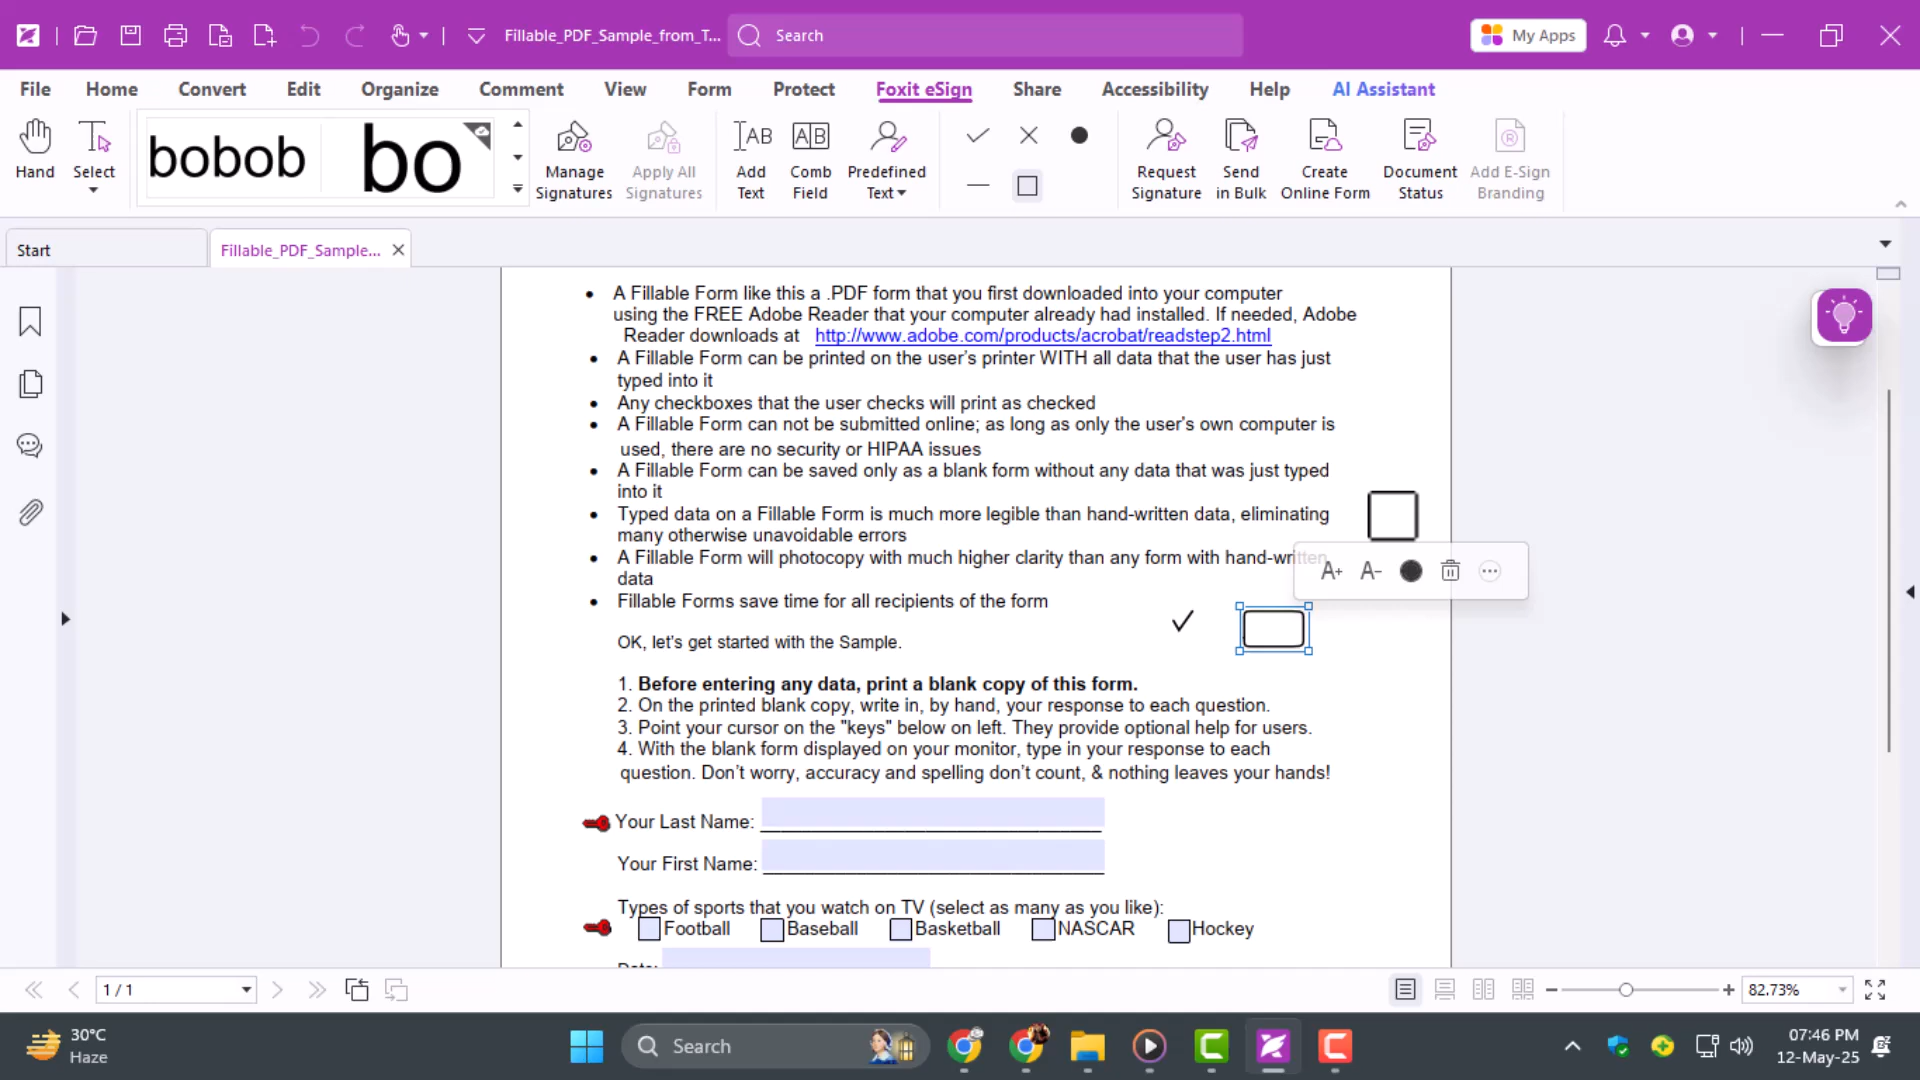 Fillable_PDF_Sample_from_T...
Search
My Apps
File
Home
Convert
Edit
Organize
Comment
View
Form
Protect
Foxit eSign
Share
Accessibility
Help
AI Assistant
Hand
Select
bobob
bo
Manage
Signatures
Apply All
Signatures
AB
Add
Text
AB
Comb
Field
Predefined
Text
Request
Signature
Send
in Bulk
Create
Online Form
Document
Status
Add E-Sign
Branding
Start
Fillable_PDF_Sample...
• A Fillable Form like this a .PDF form that you first downloaded into your computer
using the FREE Adobe Reader that your computer already had installed. If needed, Adobe
Reader downloads at http://www.adobe.com/products/acrobat/readstep2.html
• A Fillable Form can be printed on the user's printer WITH all data that the user has just
typed into it
• Any checkboxes that the user checks will print as checked
• A Fillable Form can not be submitted online; as long as only the user's own computer is
used, there are no security or HIPAA issues
• A Fillable Form can be saved only as a blank form without any data that was just typed
into it
• Typed data on a Fillable Form is much more legible than hand-written data, eliminating
many otherwise unavoidable errors
• A Fillable Form will photocopy with much higher clarity than any form with hand-written
data
• Fillable Forms save time for all recipients of the form
A+ A-
OK, let's get started with the Sample.
1. Before entering any data, print a blank copy of this form.
2. On the printed blank copy, write in, by hand, your response to each question.
3. Point your cursor on the "keys" below on left. They provide optional help for users.
4. With the blank form displayed on your monitor, type in your response to each
question. Don't worry, accuracy and spelling don't count, & nothing leaves your hands!
Your Last Name:
Your First Name:
Types of sports that you watch on TV (select as many as you like):
Football Baseball Basketball NASCAR Hockey
1 / 1
82.73%
30°C
Haze
Search
07:46 PM
12-May-25